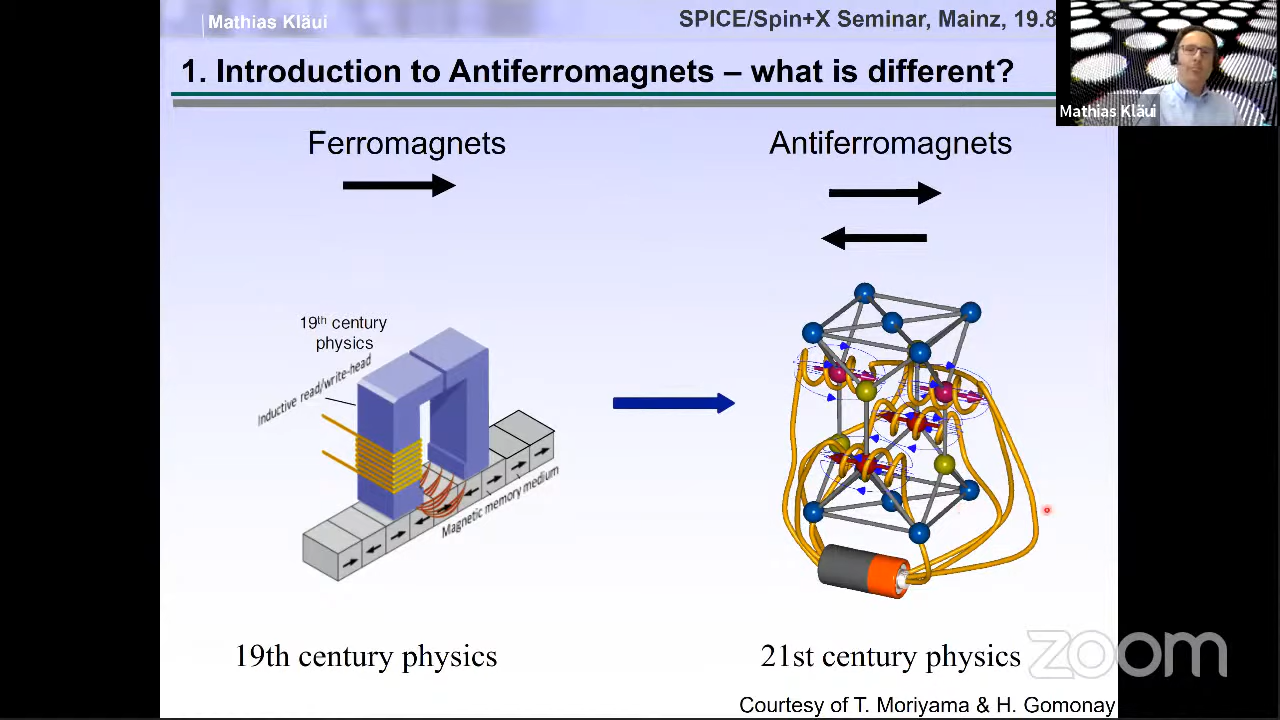 Mathias Kläui
SPICE/Spin+X Seminar, Mainz, 19.8
1. Introduction to Antiferromagnets – what is different?
Mathias Kläui
Ferromagnets
Antiferromagnets
19th century
physics
Inductive read/write-head
Magnetic memory medium
19th century physics
21st century physics
zoom
Courtesy of T. Moriyama & H. Gomonay